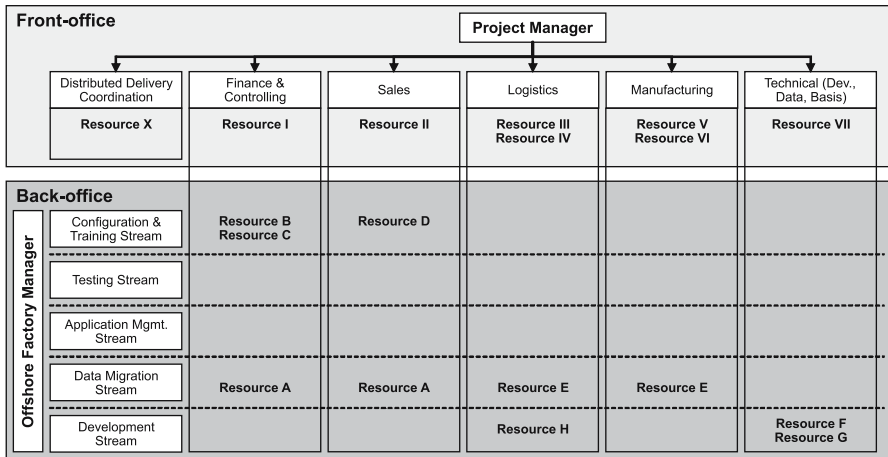 Front-office
Project Manager
Distributed Delivery
Coordination
Finance &
Controlling
Sales
Logistics
Manufacturing
Technical (Dev.,
Data, Basis)
Resource X
Resource I
Resource II
Resource III
Resource IV
Resource V
Resource VI
Resource VII
Back-office
Offshore Factory Manager
Configuration &
Training Stream
Resource B
Resource C
Resource D
Testing Stream
Application Mgmt.
Stream
Data Migration
Stream
Resource A
Resource A
Resource E
Resource E
Development
Stream
Resource H
Resource F
Resource G